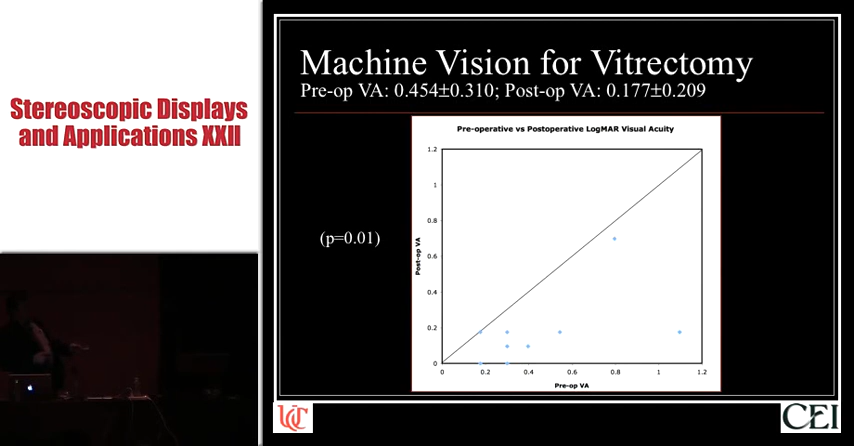 Stereoscopic Displays
and Applications XXII
Machine Vision for Vitrectomy
Pre-op VA: 0.454±0.310; Post-op VA: 0.177±0.209
(p=0.01)
Pre-operative vs Postoperative LogMAR Visual Acuity
1.2
1
0.8
0.6
0.4
0.2
0
Post-op VA
0
0.2
0.4
0.6
0.8
1
1.2
Pre-op VA
UC
CEI